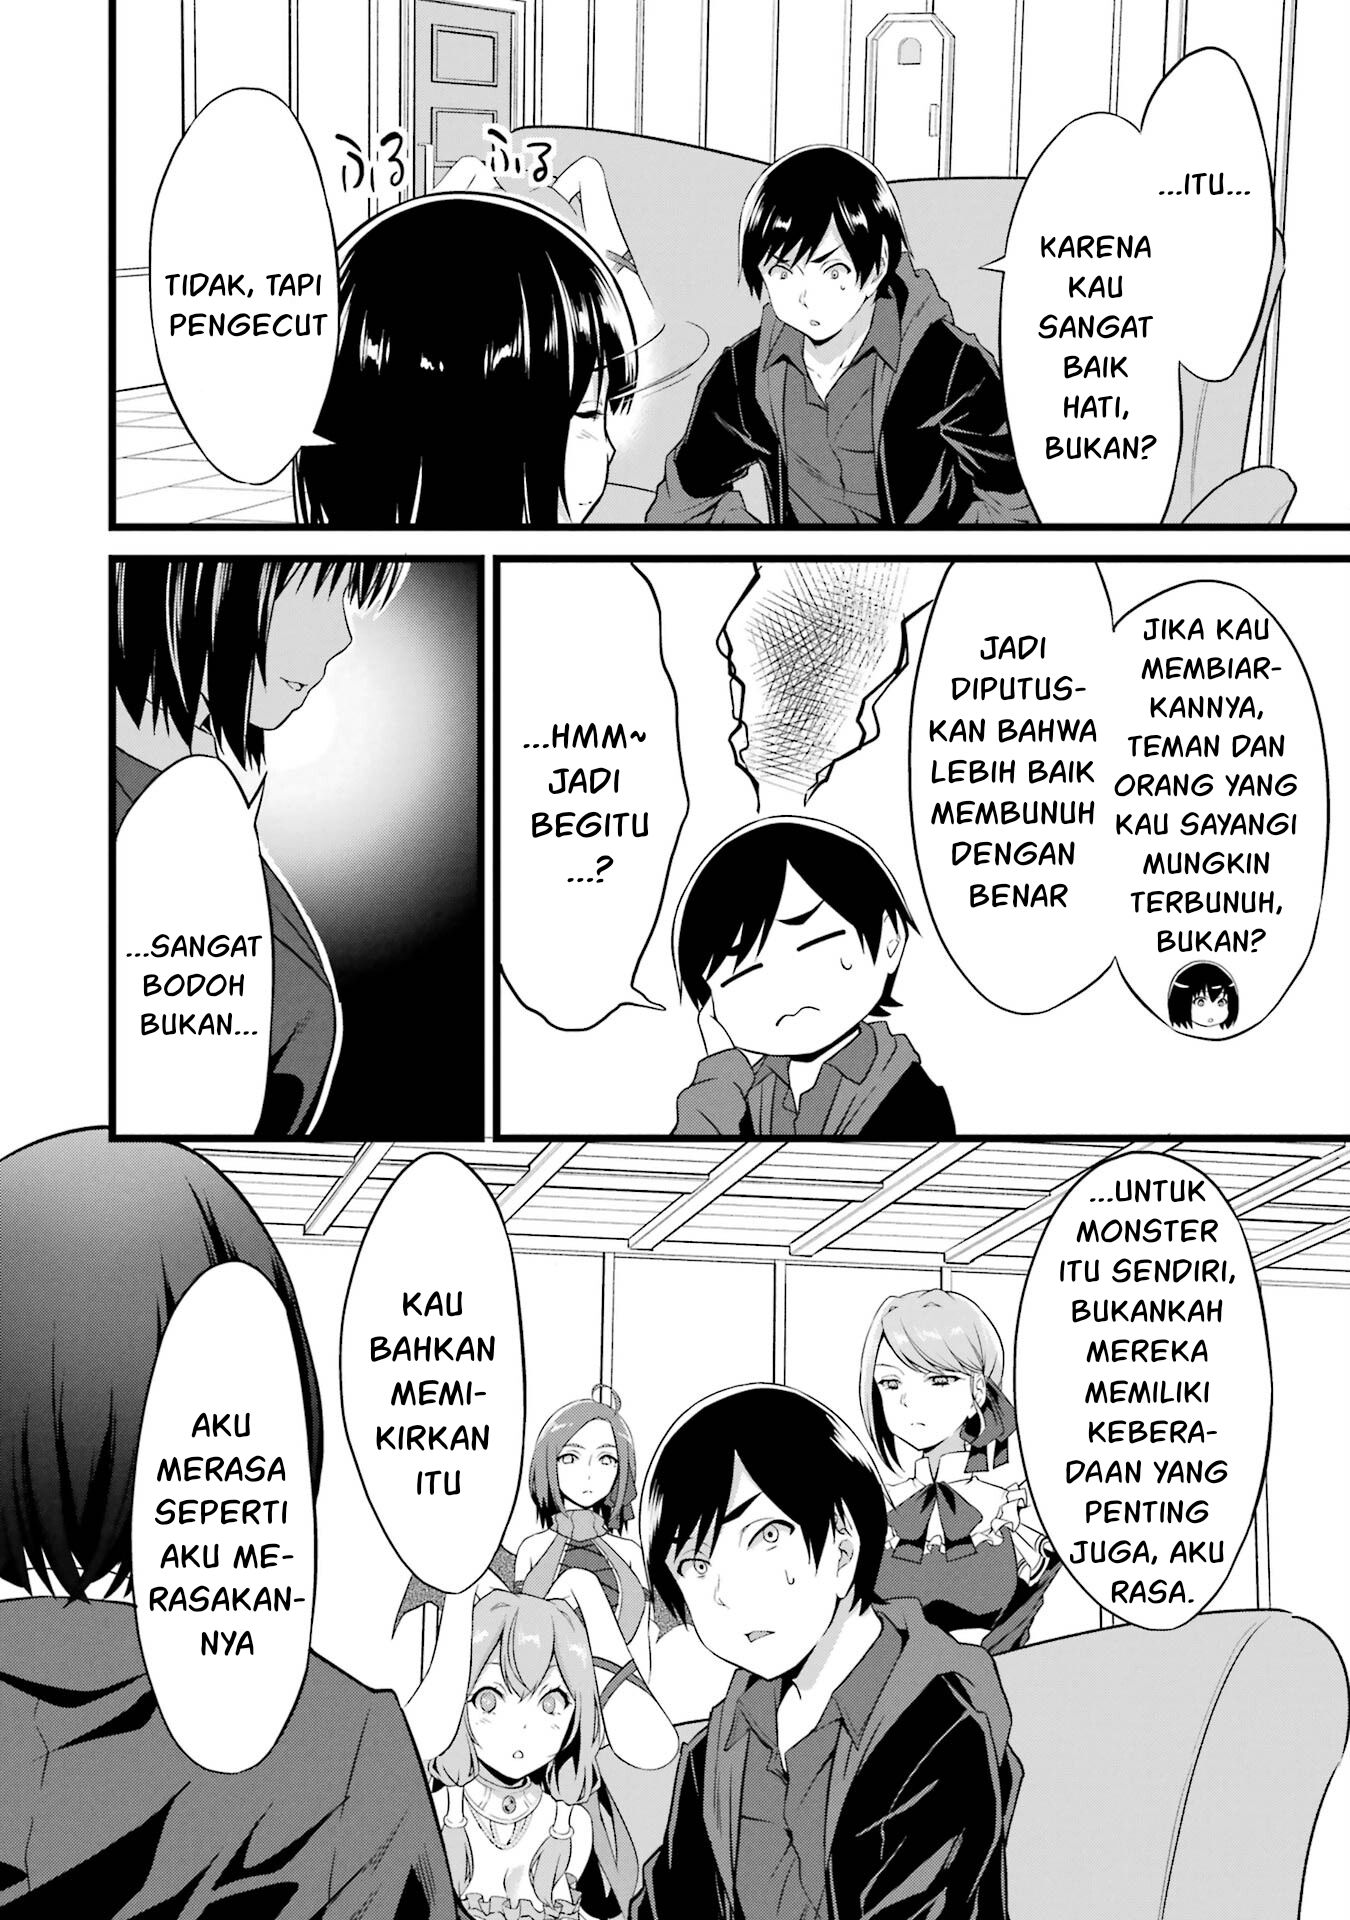 ...ITU...
KARENA
KAU
SANGAT
BAIK
HATI,
BUKAN?
ふる
ふる
TIDAK, TAPI
PENGECUT
JIKA KAU
MEMBIAR-
KANNYA,
TEMAN DAN
ORANG YANG
KAU SAYANGI
MUNGKIN
TERBUNUH,
BUKAN?
JADI
DIPUTUS-
KAN BAHWA
LEBIH BAIK
MEMBUNUH
DENGAN
BENAR
...HMM~
JADI
BEGITU
...?
...SANGAT
BODOH
BUKAN...
...UNTUK
MONSTER
ITU SENDIRI,
BUKANKAH
MEREKA
MEMILIKI
KEBERA-
DAAN YANG
PENTING
JUGA, AKU
RASA.
KAU
BAHKAN
MEMI-
KIRKAN
ITU
AKU
MERASA
SEPERTI
AKU ME-
RASAKAN-
NYA